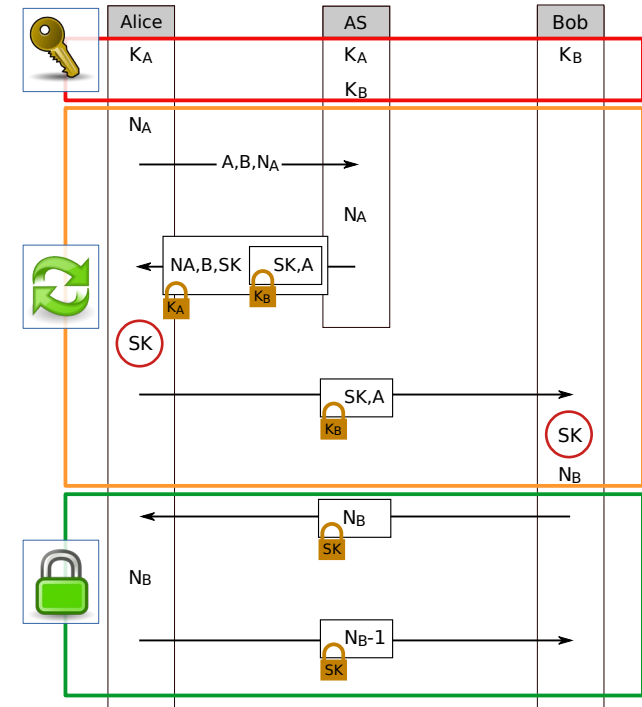 Alice AS Bob
KA KA KB
KB
NA
A,B,NA
NA
NA,B,SK SK,A
KA KB
SK
SK,A
KB
SK
NB
NB
SK
NB
NB-1
SK